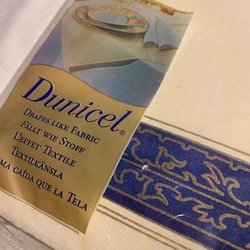 Dunicel®
Drapes like Fabric
Fällt wie Stoff
L'effet Textile
Textilkänsla
ma caída que la Tela